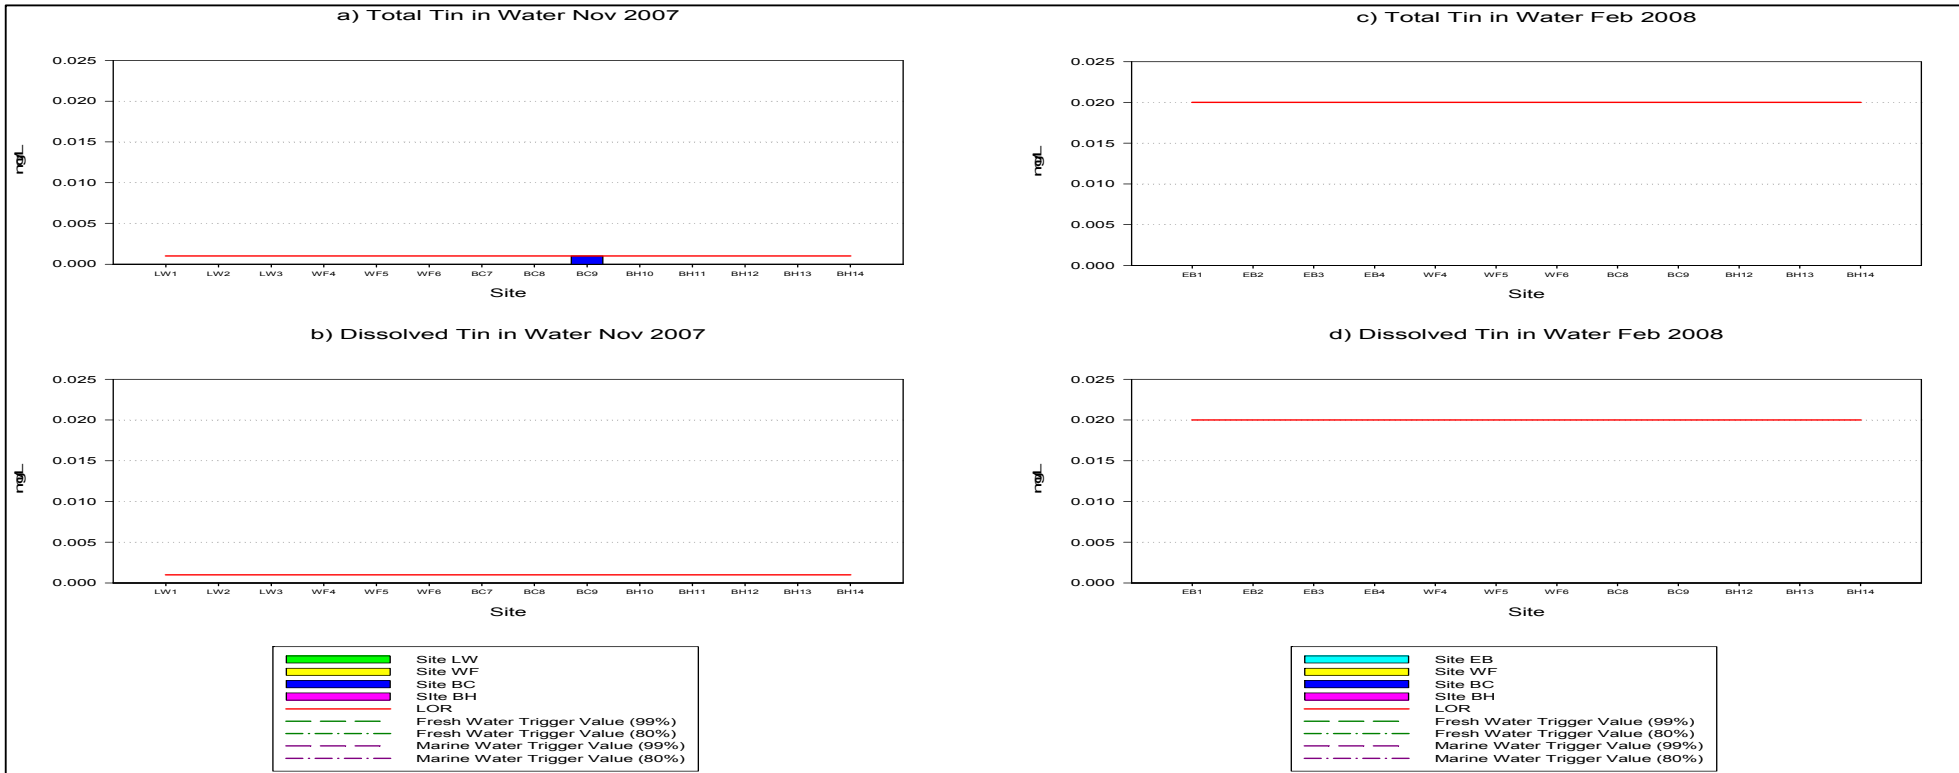 a) Total Tin in Water Nov 2007
0.025
0.020
0.015
0.010
0.005
0.000
mg/L
LW1 LW2 LW3 WF4 WF5 WF6 BC7 BC8 BC9 BH10 BH11 BH12 BH13 BH14
Site
b) Dissolved Tin in Water Nov 2007
0.025
0.020
0.015
0.010
0.005
0.000
mg/L
LW1 LW2 LW3 WF4 WF5 WF6 BC7 BC8 BC9 BH10 BH11 BH12 BH13 BH14
Site
Site LW
Site WF
Site BC
SIte BH
LOR
Fresh Water Trigger Value (99%)
Fresh Water Trigger Value (80%)
Marine Water Trigger Value (99%)
Marine Water Trigger Value (80%)
c) Total Tin in Water Feb 2008
0.025
0.020
0.015
0.010
0.005
0.000
mg/L
EB1 EB2 EB3 EB4 WF4 WF5 WF6 BC8 BC9 BH12 BH13 BH14
Site
d) Dissolved Tin in Water Feb 2008
0.025
0.020
0.015
0.010
0.005
0.000
mg/L
EB1 EB2 EB3 EB4 WF4 WF5 WF6 BC8 BC9 BH12 BH13 BH14
Site
Site EB
Site WF
Site BC
SIte BH
LOR
Fresh Water Trigger Value (99%)
Fresh Water Trigger Value (80%)
Marine Water Trigger Value (99%)
Marine Water Trigger Value (80%)